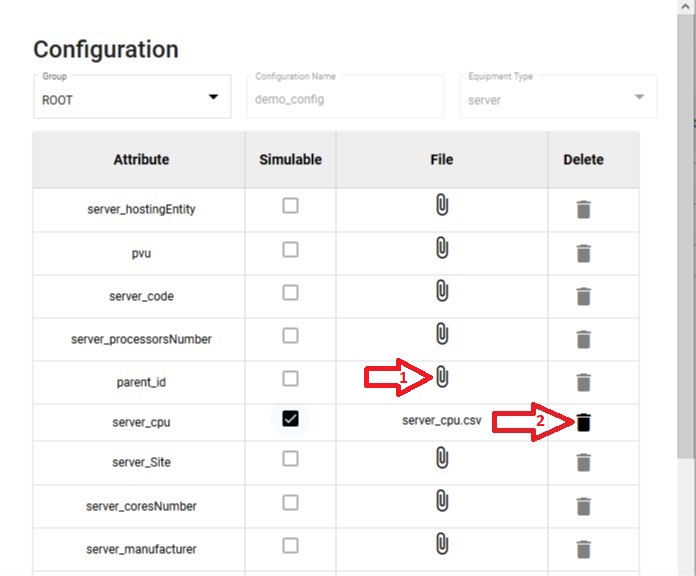 Configuration
Group
ROOT
Configuration Name
demo_config
Equipment Type
server
Attribute Simulable File Delete
server_hostingEntity
pvu
server_code
server_processorsNumber
parent_id 1
server_cpu server_cpu.csv 2
server_Site
server_coresNumber
server_manufacturer